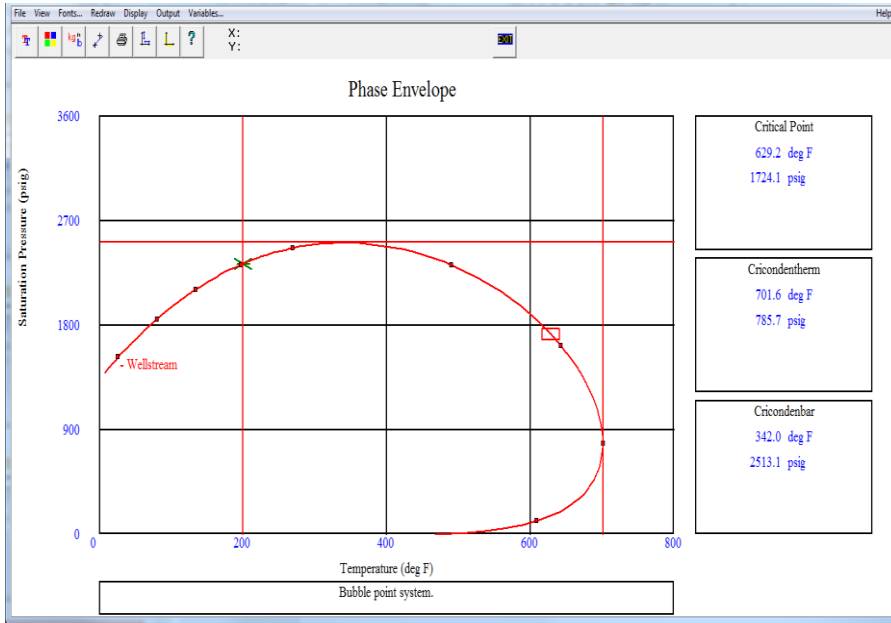 File View Fonts... Redraw Display Output Variables... Help
X:
Y:
EXIT
Phase Envelope
Saturation Pressure (psig)
3600
2700
1800
900
0
- Wellstream
0 200 400 600 800
Temperature (deg F)
Bubble point system.
Critical Point
629.2 deg F
1724.1 psig
Cricondentherm
701.6 deg F
785.7 psig
Cricondenbar
342.0 deg F
2513.1 psig